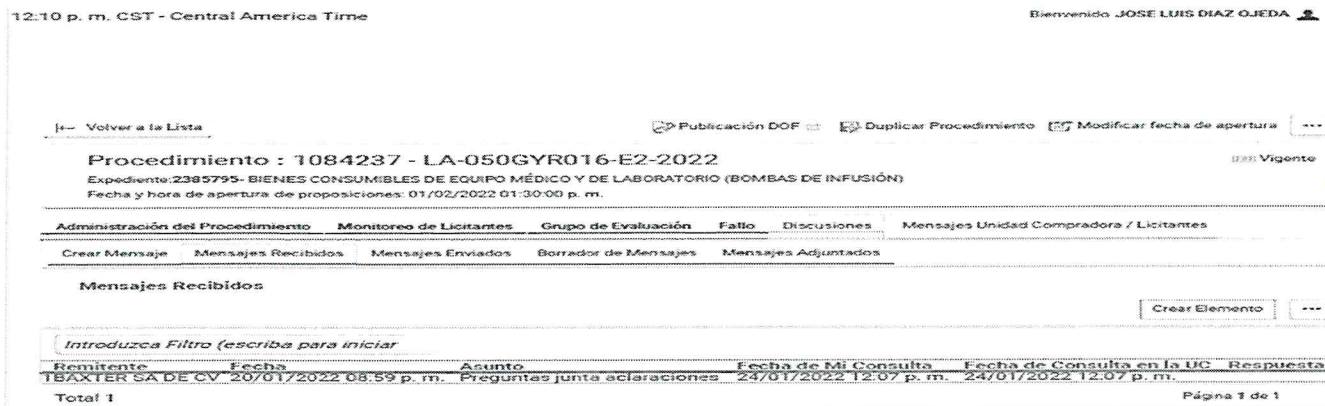 12:10 p. m. CST - Central America Time Bienvenido JOSE LUIS DIAZ OJEDA
Volver a la Lista Publicación DOF Duplicar Procedimiento Modificar fecha de apertura ...
Procedimiento : 1084237 - LA-050GYR016-E2-2022 Vigente
Expediente:2385795- BIENES CONSUMIBLES DE EQUIPO MÉDICO Y DE LABORATORIO (BOMBAS DE INFUSIÓN)
Fecha y hora de apertura de proposiciones: 01/02/2022 01:30:00 p. m.
Administración del Procedimiento Monitoreo de Licitantes Grupo de Evaluación Fallo Discusiones Mensajes Unidad Compradora / Licitantes
Crear Mensaje Mensajes Recibidos Mensajes Enviados Borrador de Mensajes Mensajes Adjuntados
Mensajes Recibidos
Crear Elemento ...
Introduzca Filtro (escriba para iniciar
Remitente Fecha Asunto Fecha de Mi Consulta Fecha de Consulta en la UC Respuesta
1BAXTER SA DE CV 20/01/2022 08:59 p. m. Preguntas junta aclaraciones 24/01/2022 12:07 p. m. 24/01/2022 12:07 p. m.
Total 1 Página 1 de 1